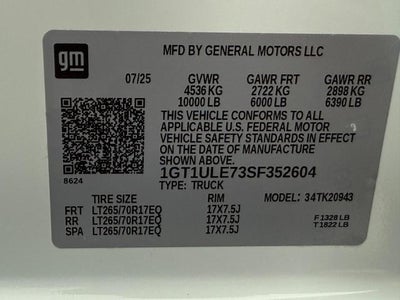 gm
MFD BY GENERAL MOTORS LLC
07/25 GVWR GAWR FRT GAWR RR
4536 KG 2722 KG 2898 KG
10000 LB 6000 LB 6390 LB
THIS VEHICLE CONFORMS TO ALL
APPLICABLE U.S. FEDERAL MOTOR
VEHICLE SAFETY STANDARDS IN EFFECT
ON THE DATE OF MANUFACTURE
SHOWN ABOVE.
1GT1ULE73SF352604
8624 TYPE: TRUCK
TIRE SIZE RIM MODEL: 34TK20943
FRT LT265/70R17EQ 17X7.5J
RR LT265/70R17EQ 17X7.5J F1328 LB
SPA LT265/70R17EQ 17X7.5J T1822 LB